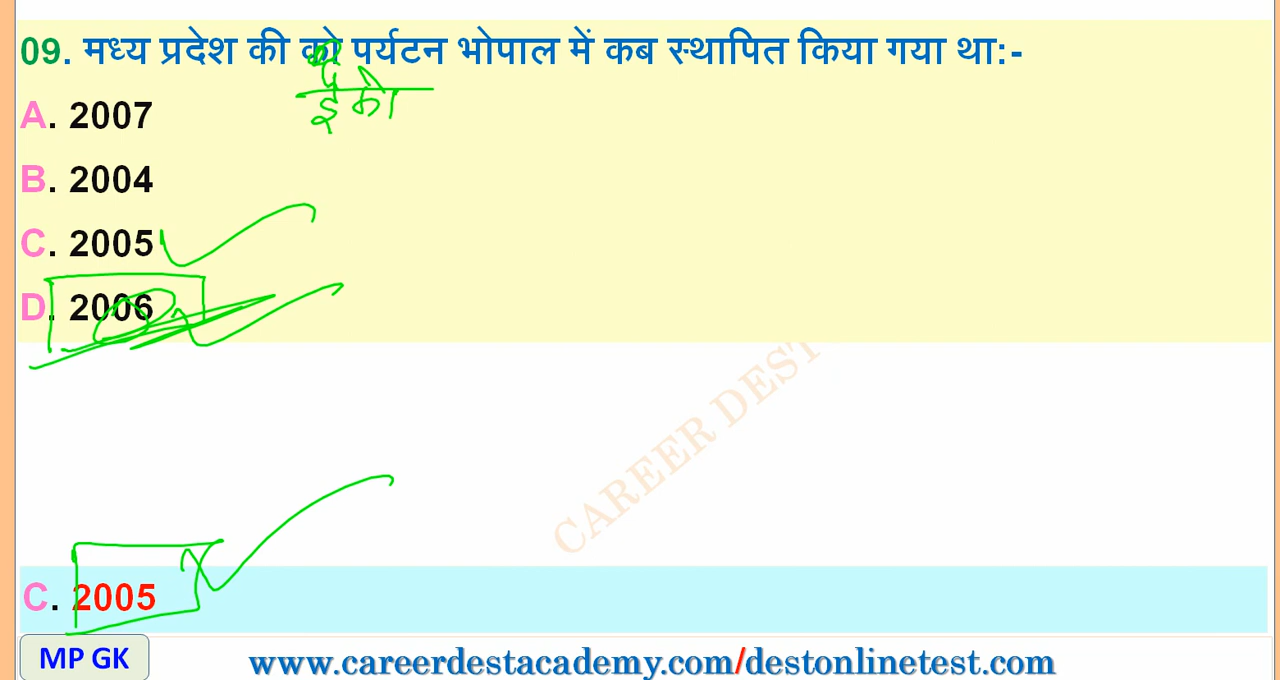 09. मध्य प्रदेश की को पर्यटन भोपाल में कब स्थापित किया गया था:-
इको
A. 2007
B. 2004
C. 2005
D. 2006
CAREER DEST
C. 2005
MP GK
www.careerdestacademy.com/destonlinetest.com